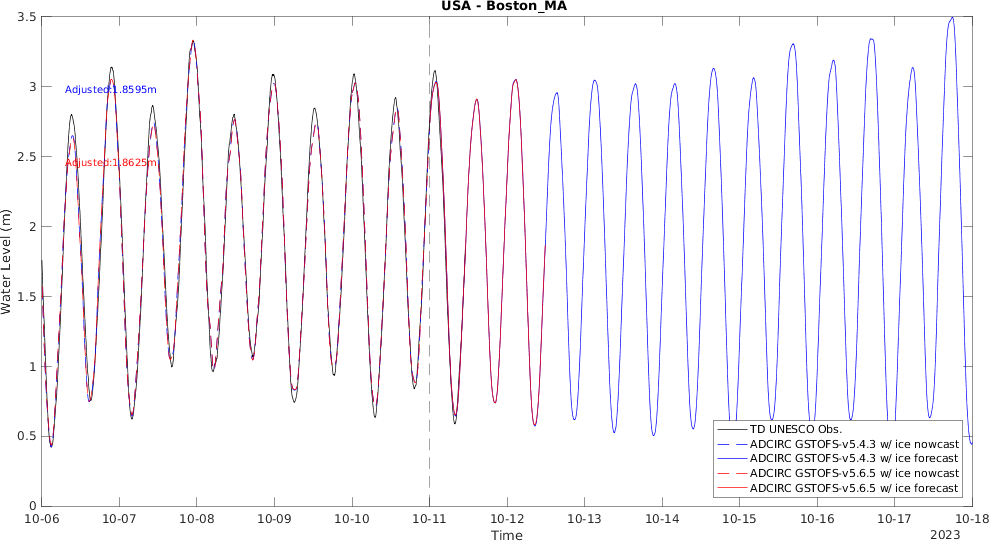 USA - Boston_MA
3.5
3
2.5
2
1.5
1
0.5
0
Water Level (m)
Adjusted:1.8595m
Adjusted:1.8625m
TD UNESCO Obs.
ADCIRC GSTOFS-v5.4.3 w/ ice nowcast
ADCIRC GSTOFS-v5.4.3 w/ ice forecast
ADCIRC GSTOFS-v5.6.5 w/ ice nowcast
ADCIRC GSTOFS-v5.6.5 w/ ice forecast
10-06 10-07 10-08 10-09 10-10 10-11 10-12 10-13 10-14 10-15 10-16 10-17 10-18
Time
2023